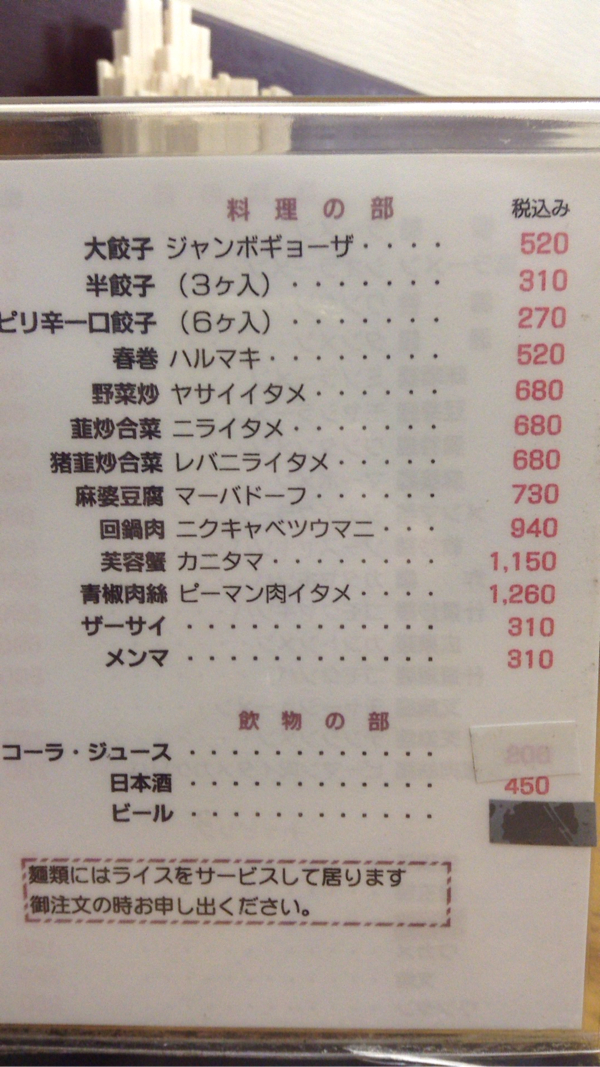 料理の部 税込み
大餃子 ジャンボギョーザ・・・・ 520
半餃子 (3ヶ入)・・・・・・・ 310
ピリ辛一口餃子 (6ヶ入)・・・・・・・ 270
春巻 ハルマキ・・・・・・・・ 520
野菜炒 ヤサイイタメ・・・・・・ 680
韮炒合菜 ニライタメ・・・・・・・ 680
猪韮炒合菜 レバニライタメ・・・・・ 680
麻婆豆腐 マーバドーフ・・・・・・ 730
回鍋肉 ニクキャベツウマニ・・・ 940
芙容蟹 カニタマ・・・・・・・・ 1,150
青椒肉絲 ピーマン肉イタメ・・・・ 1,260
ザーサイ ・・・・・・・・・・・・ 310
メンマ ・・・・・・・・・・・・ 310
飲物の部
コーラ・ジュース ・・・・・・・・・・・・ 200
日本酒 ・・・・・・・・・・・・ 450
ビール ・・・・・・・・・・・・
麺類にはライスをサービスして居ります
御注文の時お申し出ください。